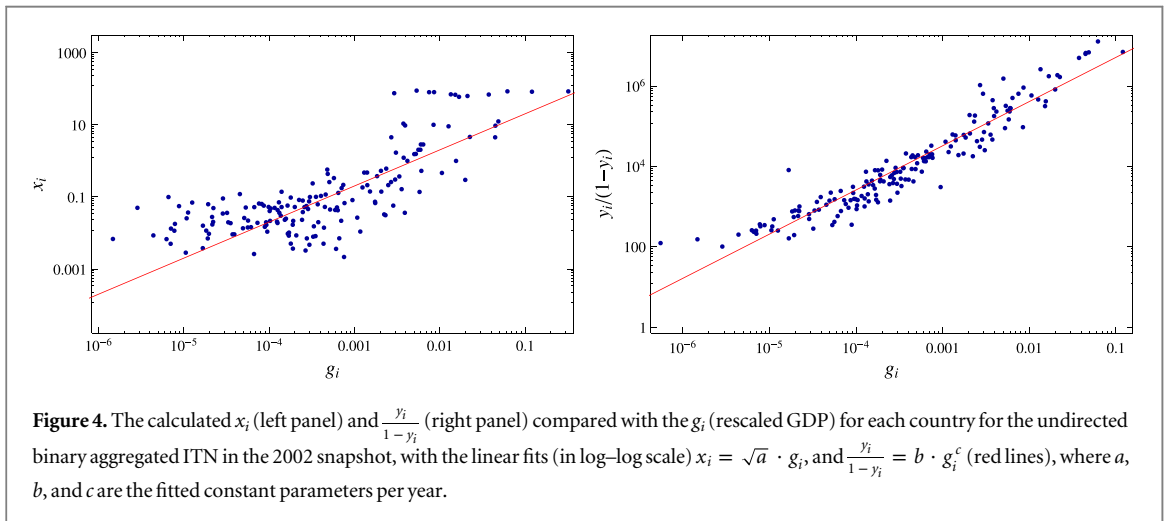 1000
10
0.1
0.001
x_i
10^{-6} 10^{-5} 10^{-4} 0.001 0.01 0.1
g_i
10^6
10^4
100
1
y_i/(1−y_i)
10^{-6} 10^{-5} 10^{-4} 0.001 0.01 0.1
g_i
Figure 4. The calculated x_i (left panel) and \frac{y_i}{1 − y_i} (right panel) compared with the g_i (rescaled GDP) for each country for the undirected
binary aggregated ITN in the 2002 snapshot, with the linear fits (in log–log scale) x_i = \sqrt{a} · g_i, and \frac{y_i}{1 − y_i} = b · g_i^c (red lines), where a,
b, and c are the fitted constant parameters per year.